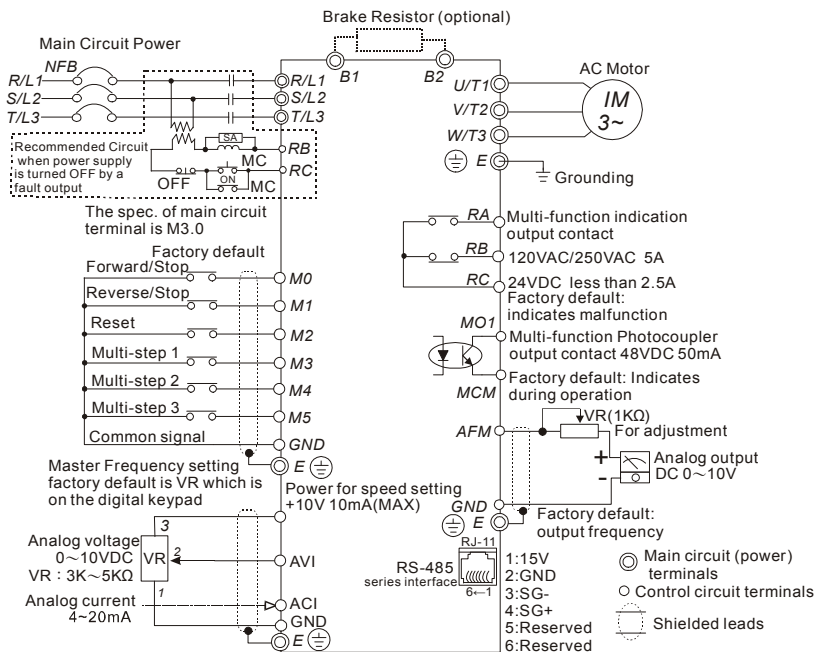 Brake Resistor (optional)
Main Circuit Power
NFB
R/L1
S/L2
T/L3
R/L1
S/L2
T/L3
B1
B2
U/T1
V/T2
W/T3
E
AC Motor
IM
3~
Grounding
Recommended Circuit
when power supply
is turned OFF by a
fault output
SA
MC
OFF
ON
MC
RB
RC
The spec. of main circuit
terminal is M3.0
Factory default
Forward/Stop
Reverse/Stop
Reset
Multi-step 1
Multi-step 2
Multi-step 3
Common signal
M0
M1
M2
M3
M4
M5
GND
E
RA
RB
RC
Multi-function indication
output contact
120VAC/250VAC 5A
24VDC less than 2.5A
Factory default:
indicates malfunction
MO1
Multi-function Photocoupler
output contact 48VDC 50mA
MCM
Factory default: Indicates
during operation
AFM
VR(1KΩ)
For adjustment
+
-
Analog output
DC 0～10V
GND
E
Factory default:
output frequency
Master Frequency setting
factory default is VR which is
on the digital keypad
Power for speed setting
+10V 10mA(MAX)
3
Analog voltage
0～10VDC
VR：3K～5KΩ
VR
2
1
AVI
Analog current
4~20mA
ACI
GND
E
RJ-11
RS-485
series interface
6←1
1:15V
2:GND
3:SG-
4:SG+
5:Reserved
6:Reserved
Main circuit (power)
terminals
Control circuit terminals
Shielded leads